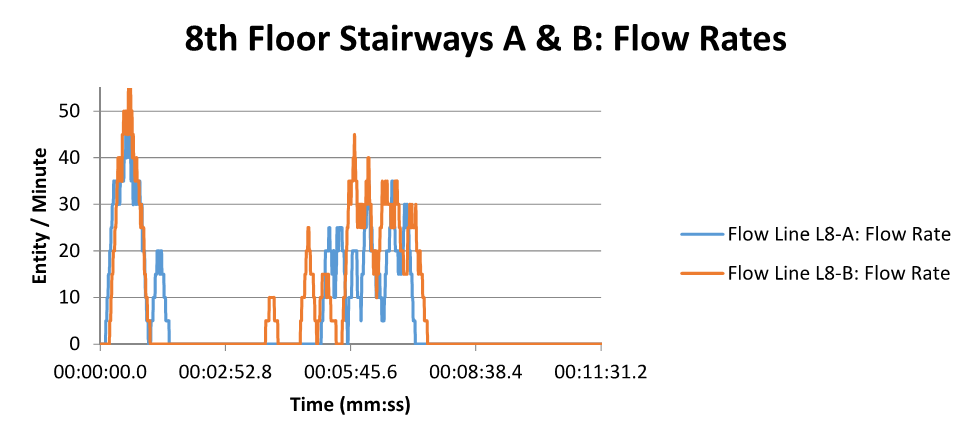 8th Floor Stairways A & B: Flow Rates
Entity / Minute
50
40
30
20
10
0
00:00:00.0 00:02:52.8 00:05:45.6 00:08:38.4 00:11:31.2
Time (mm:ss)
Flow Line L8-A: Flow Rate
Flow Line L8-B: Flow Rate